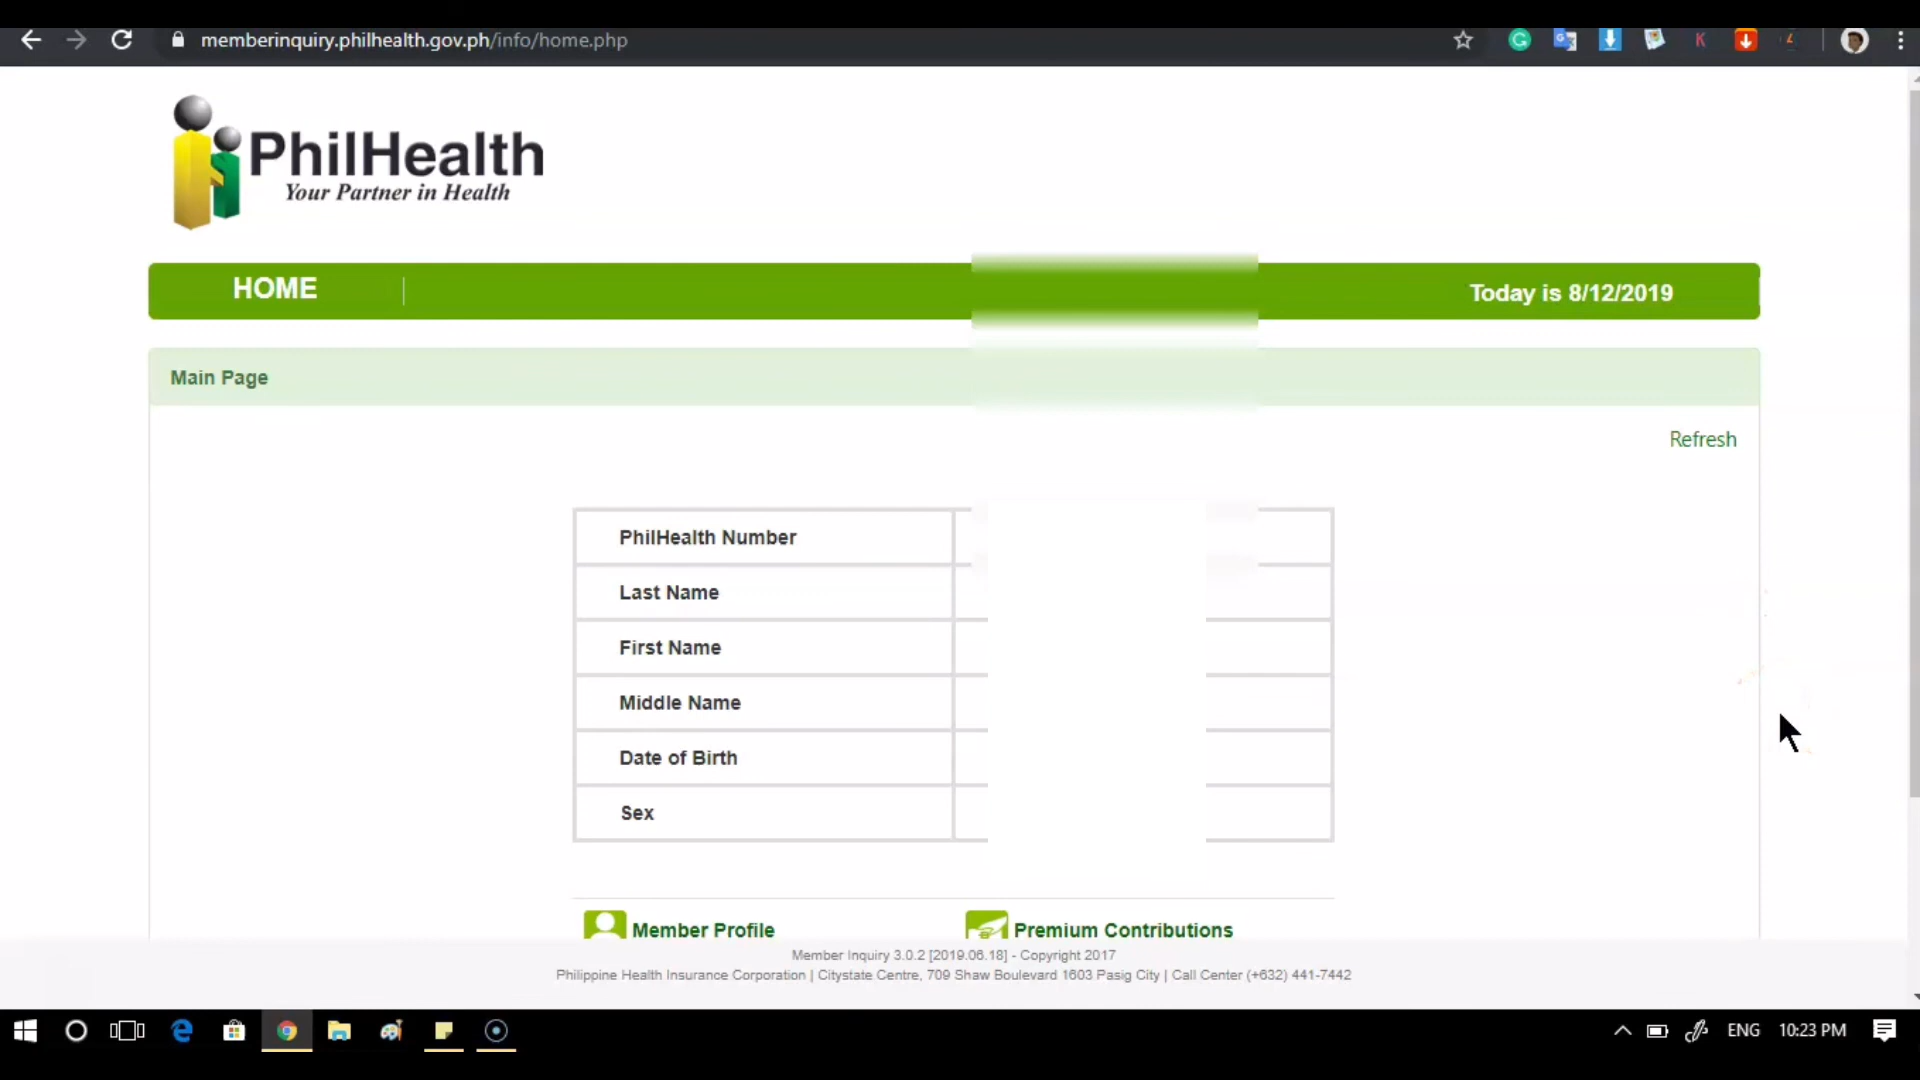 memberinquiry.philhealth.gov.ph/info/home.php
PhilHealth
Your Partner in Health
HOME
Today is 8/12/2019
Main Page
Refresh
PhilHealth Number
Last Name
First Name
Middle Name
Date of Birth
Sex
Member Profile
Premium Contributions
Member Inquiry 3.0.2 [2019.06.18] - Copyright 2017
Philippine Health Insurance Corporation | Citystate Centre, 709 Shaw Boulevard 1603 Pasig City | Call Center (+632) 441-7442
ENG
10:23 PM